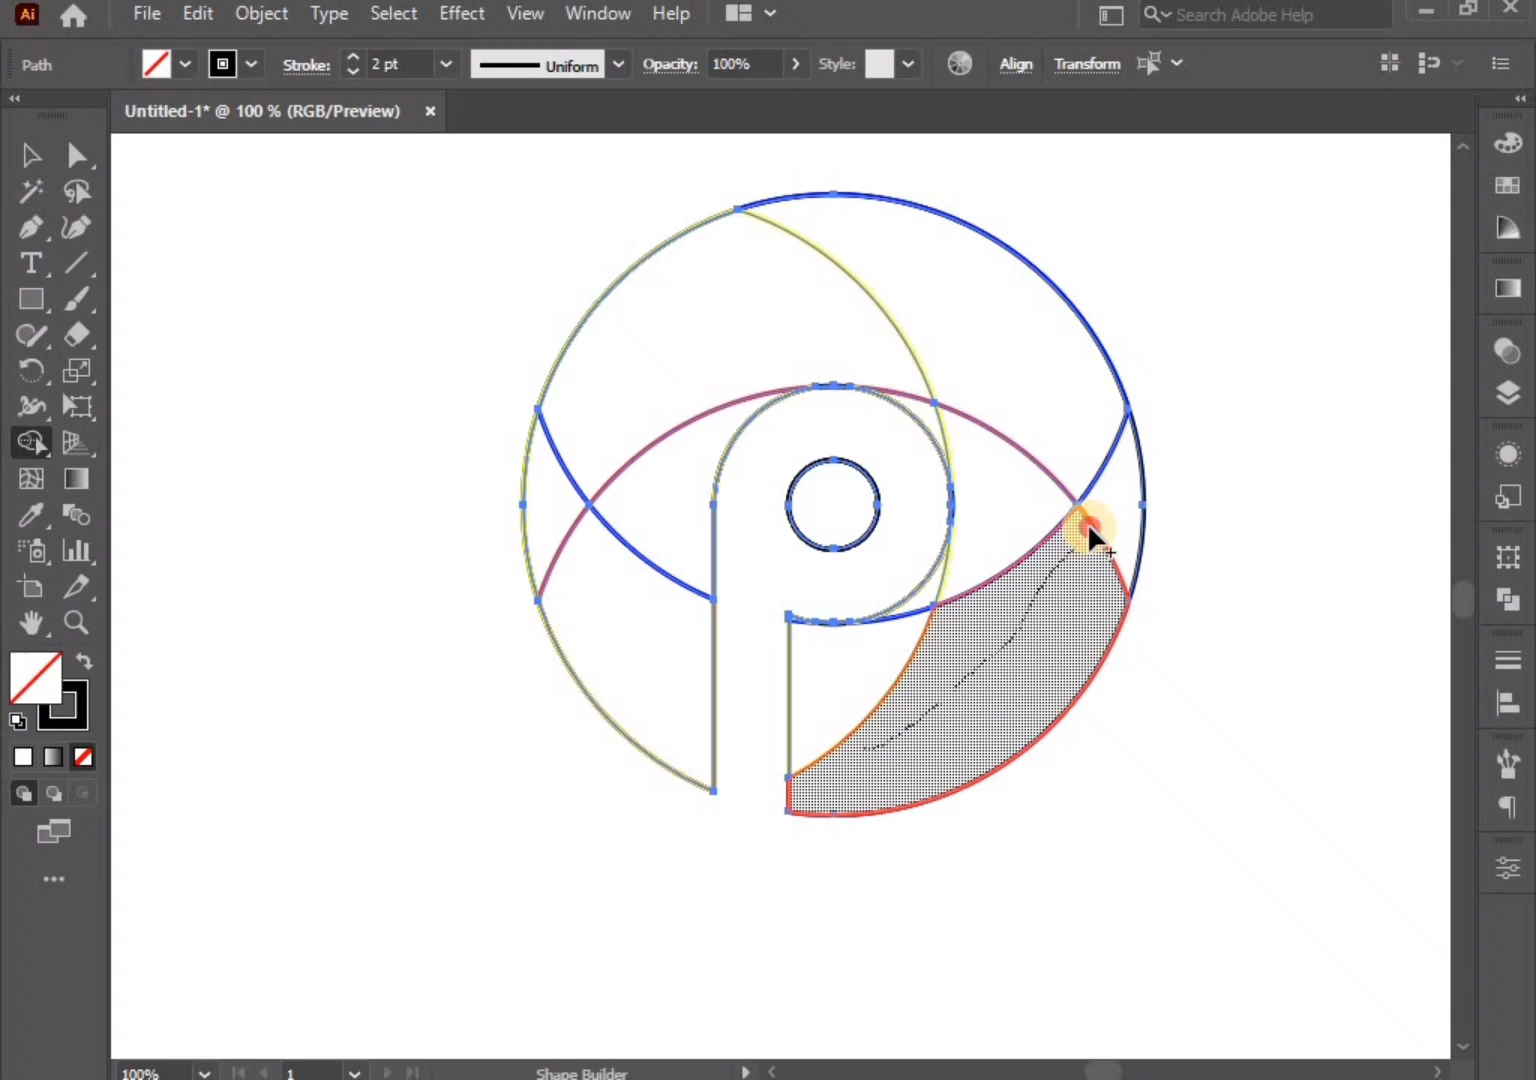 Ai File Edit Object Type Select Effect View Window Help Search Adobe Help
Path Stroke: 2 pt Uniform Opacity: 100% Style: Align Transform
Untitled-1* @ 100 % (RGB/Preview) ×
T
100% 1 Shape Builder